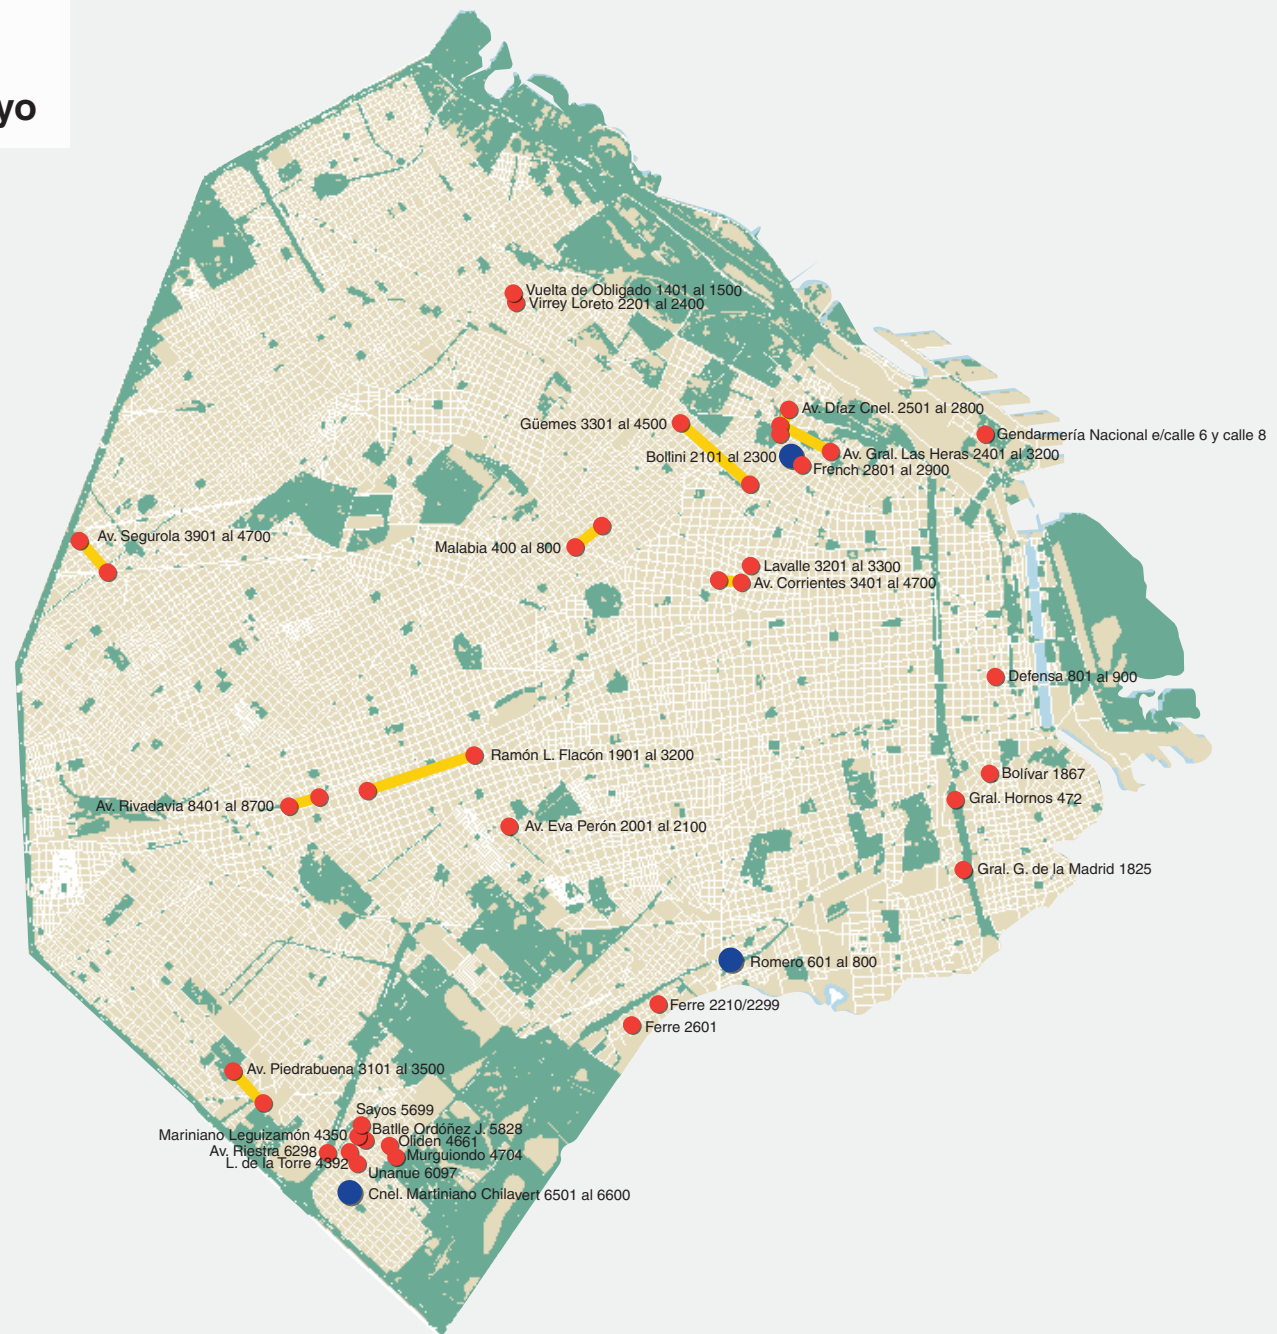 yo
Vuelta de Obligado 1401 al 1500
Virrey Loreto 2201 al 2400
Av. Díaz Cnel. 2501 al 2800
Güemes 3301 al 4500
Gendarmería Nacional e/calle 6 y calle 8
Bollini 2101 al 2300
Av. Gral. Las Heras 2401 al 3200
French 2801 al 2900
Av. Segurola 3901 al 4700
Malabia 400 al 800
Lavalle 3201 al 3300
Av. Corrientes 3401 al 4700
Defensa 801 al 900
Ramón L. Flacón 1901 al 3200
Bolívar 1867
Gral. Hornos 472
Av. Rivadavia 8401 al 8700
Av. Eva Perón 2001 al 2100
Gral. G. de la Madrid 1825
Romero 601 al 800
Ferre 2210/2299
Ferre 2601
Av. Piedrabuena 3101 al 3500
Sayos 5699
Batlle Ordóñez J. 5828
Mariniano Leguizamón 4350
Oliden 4661
Av. Riestra 6298
Murguiondo 4704
L. de la Torre 4392
Unanue 6097
Cnel. Martiniano Chilavert 6501 al 6600